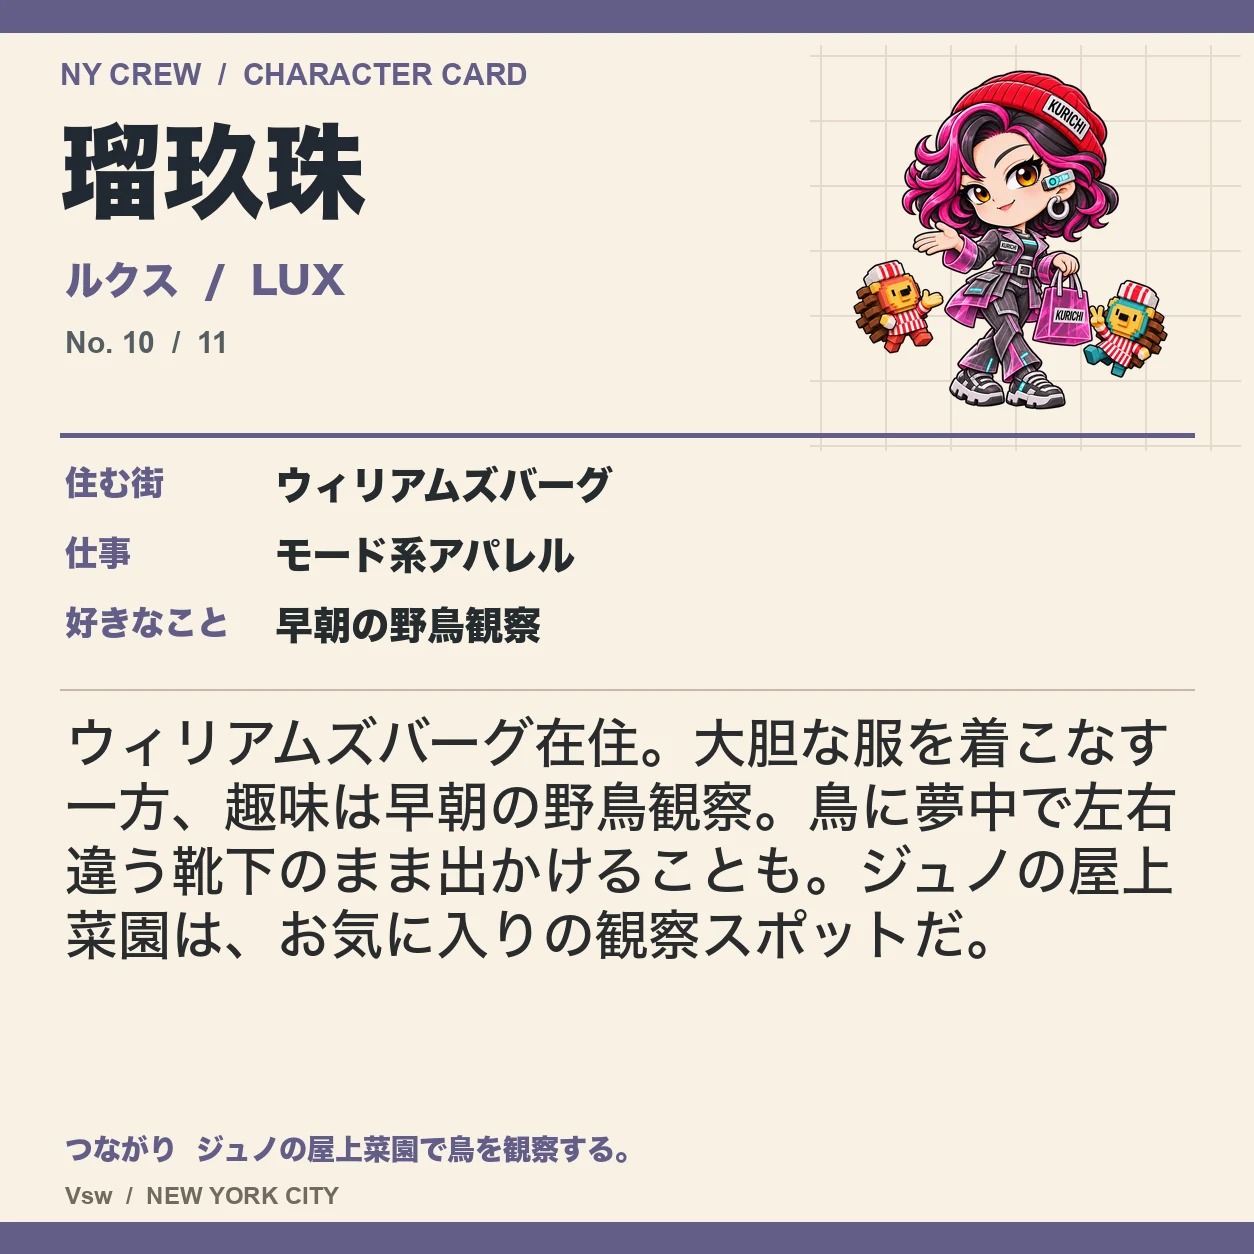 NY CREW / CHARACTER CARD
瑠玖珠
ルクス / LUX
No. 10 / 11
KURICHI
KURICHI
KURICHI
住む街 ウィリアムズバーグ
仕事 モード系アパレル
好きなこと 早朝の野鳥観察
ウィリアムズバーグ在住。大胆な服を着こなす
一方、趣味は早朝の野鳥観察。鳥に夢中で左右
違う靴下のまま出かけることも。ジュノの屋上
菜園は、お気に入りの観察スポットだ。
つながり ジュノの屋上菜園で鳥を観察する。
Vsw / NEW YORK CITY